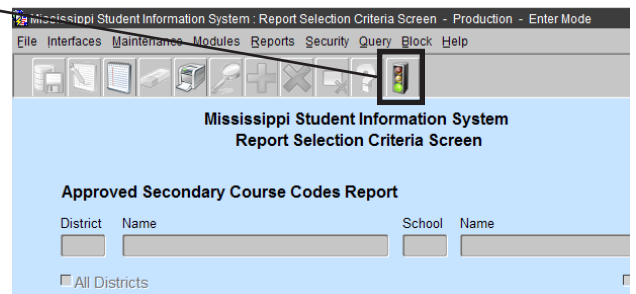 Mississippi Student Information System : Report Selection Criteria Screen - Production - Enter Mode
File Interfaces Maintenance Modules Reports Security Query Block Help
Mississippi Student Information System
Report Selection Criteria Screen
Approved Secondary Course Codes Report
District Name School Name
All Districts